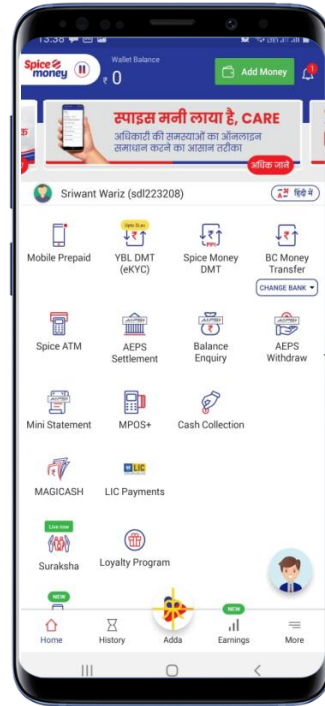 13:38
Spice money
Wallet Balance
₹ 0
Add Money
स्पाइस मनी लाया है, CARE
अधिकारी की समस्याओं का ऑनलाइन
समाधान करने का आसान तरीका
अधिक जाने
Sriwant Wariz (sdl223208)
हिंदी में
Mobile Prepaid
YBL DMT
(eKYC)
Spice Money
DMT
BC Money
Transfer
CHANGE BANK
Spice ATM
AEPS
Settlement
Balance
Enquiry
AEPS
Withdraw
Mini Statement
MPOS+
Cash Collection
MAGICASH
LIC
LIC Payments
Live now
Suraksha
Loyalty Program
NEW
NEW
Home
History
Adda
Earnings
More